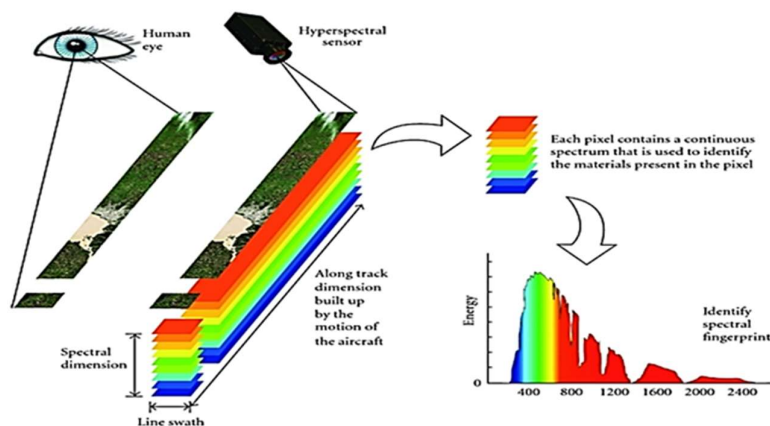 Human
eye
Hyperspectral
sensor
Each pixel contains a continuous
spectrum that is used to identify
the materials present in the pixel
Along track
dimension
built up
by the
motion of
the aircraft
Spectral
dimension
Line swath
Energy
Identify
spectral
fingerprint
0
400 800 1200 1600 2000 2400